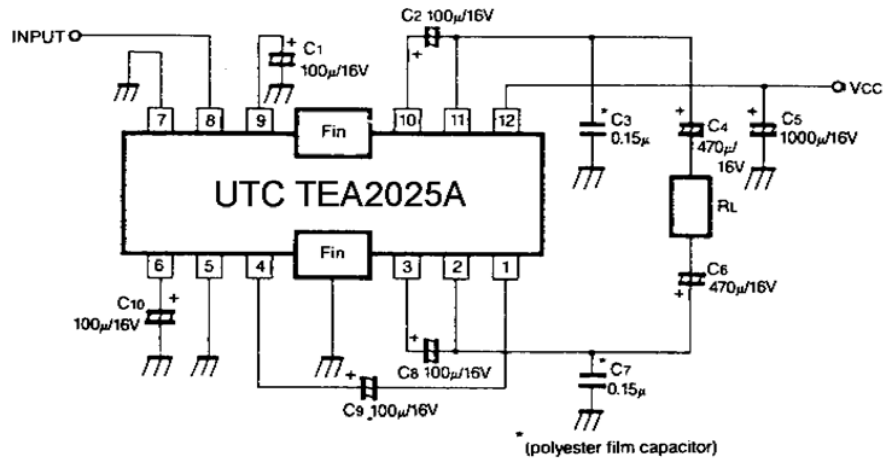 C2 100µ/16V
INPUT
C1
100µ/16V
VCC
7 8 9 Fin 10 11 12
C3
0.15µ
C4
470µ/
16V
C5
1000µ/16V
UTC TEA2025A
RL
Fin
6 5 4 3 2 1
C6
470µ/16V
C10
100µ/16V
C8 100µ/16V
C7
0.15µ
C9 100µ/16V
*(polyester film capacitor)